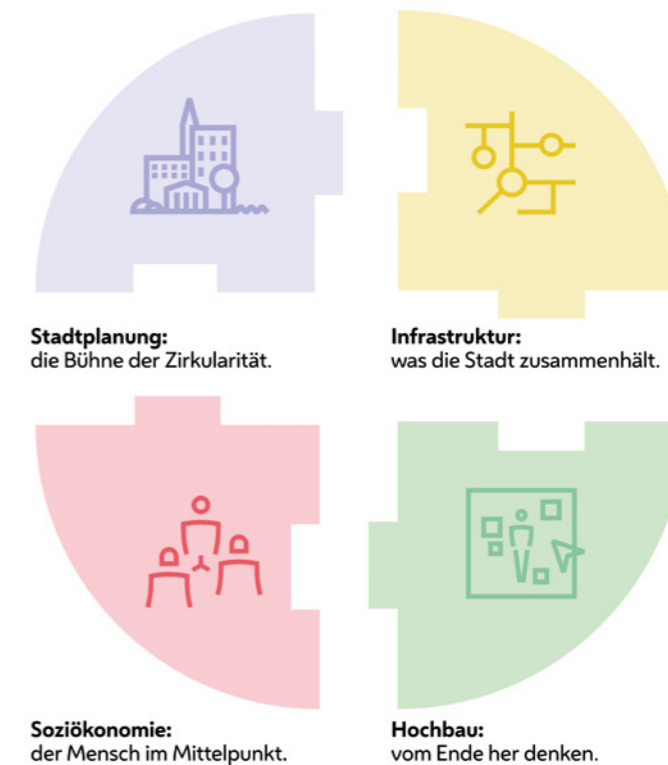 Stadtplanung:
die Bühne der Zirkularität.
Infrastruktur:
was die Stadt zusammenhält.
Soziökonomie:
der Mensch im Mittelpunkt.
Hochbau:
vom Ende her denken.